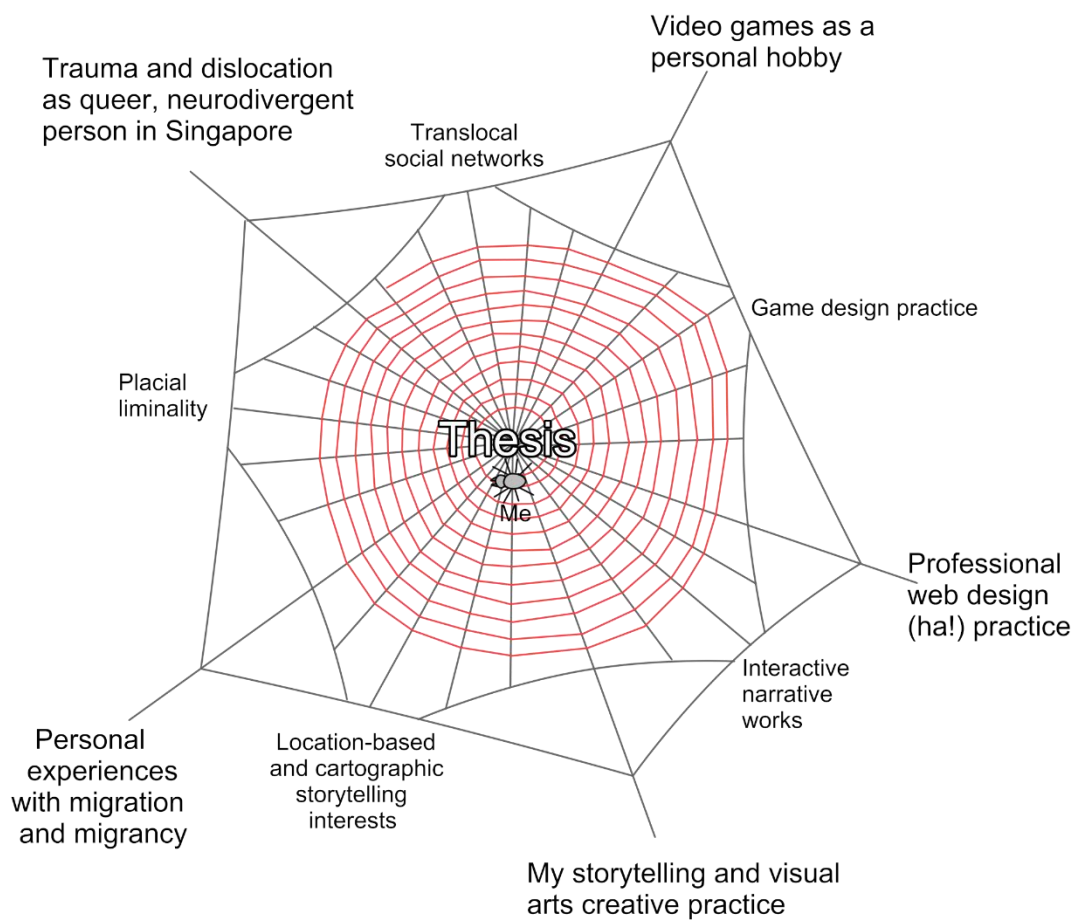 Video games as a
personal hobby
Trauma and dislocation
as queer, neurodivergent
person in Singapore
Translocal
social networks
Game design practice
Placial
liminality
Thesis
Me
Professional
web design
(ha!) practice
Interactive
narrative
works
Personal
experiences
with migration
and migrancy
Location-based
and cartographic
storytelling
interests
My storytelling and visual
arts creative practice